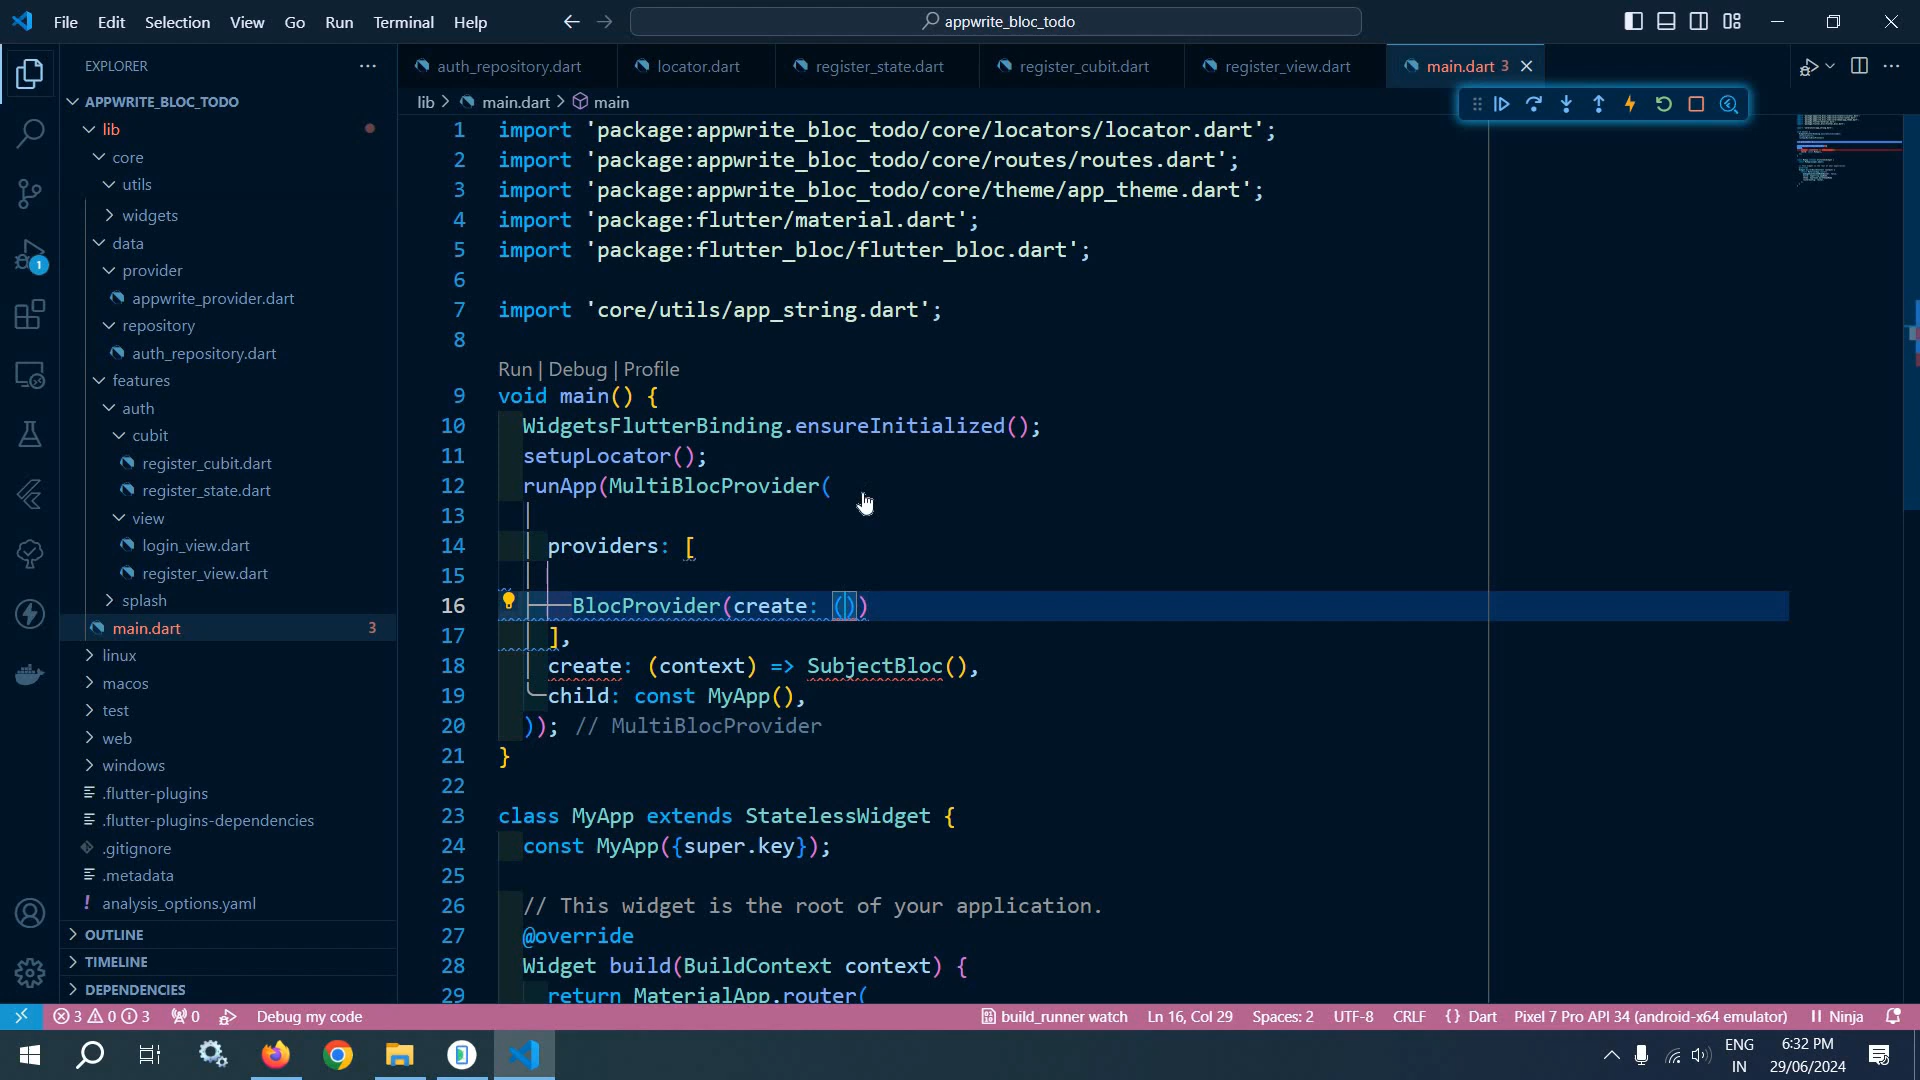 File Edit Selection View Go Run Terminal Help
appwrite_bloc_todo
EXPLORER
APPWRITE_BLOC_TODO
lib
core
utils
widgets
data
provider
appwrite_provider.dart
repository
auth_repository.dart
features
auth
cubit
register_cubit.dart
register_state.dart
view
login_view.dart
register_view.dart
splash
main.dart 3
linux
macos
test
web
windows
.flutter-plugins
.flutter-plugins-dependencies
.gitignore
.metadata
! analysis_options.yaml
OUTLINE
TIMELINE
DEPENDENCIES
1
auth_repository.dart locator.dart register_state.dart register_cubit.dart register_view.dart main.dart 3
lib > main.dart > main
1 import 'package:appwrite_bloc_todo/core/locators/locator.dart';
2 import 'package:appwrite_bloc_todo/core/routes/routes.dart';
3 import 'package:appwrite_bloc_todo/core/theme/app_theme.dart';
4 import 'package:flutter/material.dart';
5 import 'package:flutter_bloc/flutter_bloc.dart';
6
7 import 'core/utils/app_string.dart';
8
Run | Debug | Profile
9 void main() {
10 WidgetsFlutterBinding.ensureInitialized();
11 setupLocator();
12 runApp(MultiBlocProvider(
13
14 providers: [
15
16 BlocProvider(create: ())
17 ],
18 create: (context) => SubjectBloc(),
19 child: const MyApp(),
20 )); // MultiBlocProvider
21 }
22
23 class MyApp extends StatelessWidget {
24 const MyApp({super.key});
25
26 // This widget is the root of your application.
27 @override
28 Widget build(BuildContext context) {
29 return MaterialApp.router(
3 0 3 0 Debug my code build_runner watch Ln 16, Col 29 Spaces: 2 UTF-8 CRLF {} Dart Pixel 7 Pro API 34 (android-x64 emulator) Ninja
ENG
IN
6:32 PM
29/06/2024